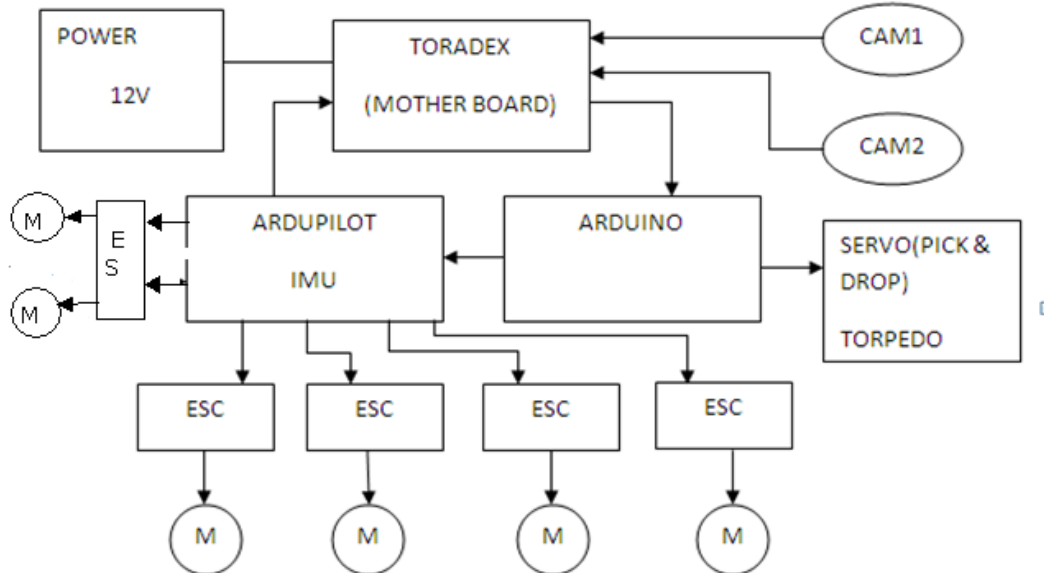 POWER
12V
TORADEX
(MOTHER BOARD)
CAM1
CAM2
M
M
E
S
ARDUPILOT
IMU
ARDUINO
SERVO(PICK &
DROP)
TORPEDO
ESC
ESC
ESC
ESC
M
M
M
M